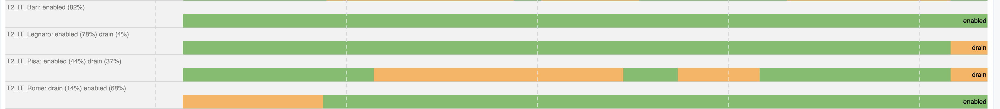 T2_IT_Bari: enabled (82%)
enabled
T2_IT_Legnaro: enabled (78%) drain (4%)
drain
T2_IT_Pisa: enabled (44%) drain (37%)
drain
T2_IT_Rome: drain (14%) enabled (68%)
enabled